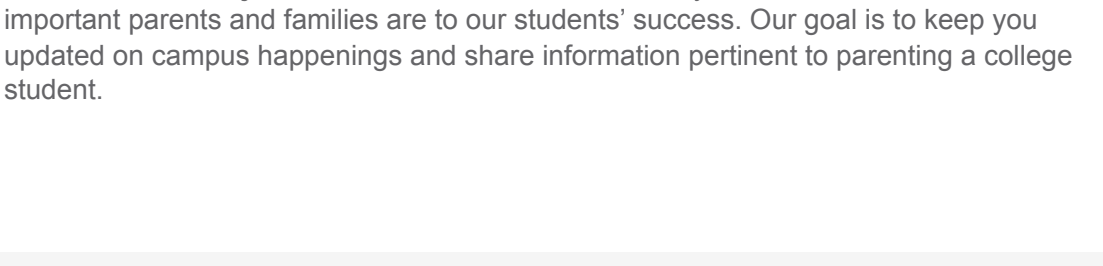 important parents and families are to our students’ success. Our goal is to keep you
updated on campus happenings and share information pertinent to parenting a college
student.